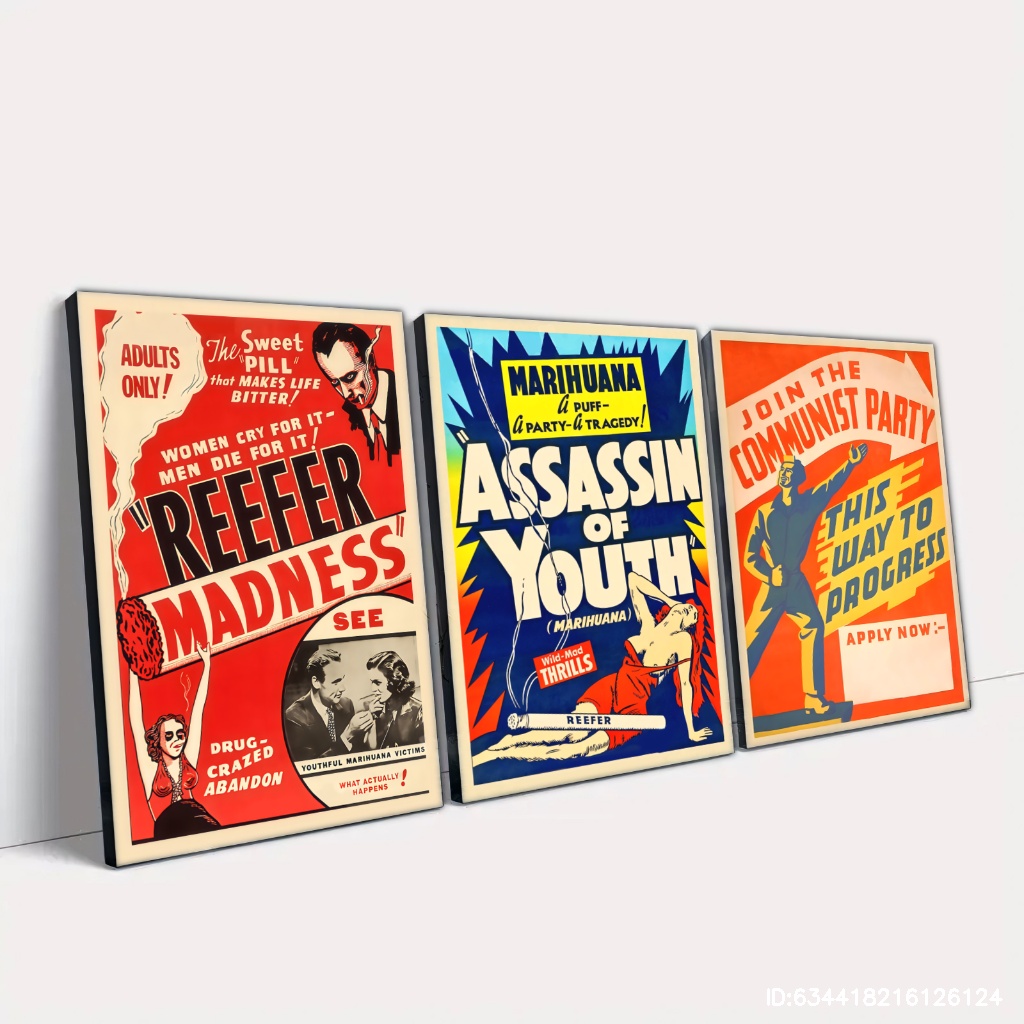 ADULTS
ONLY!
The Sweet
"PILL"
that MAKES LIFE
BITTER!
WOMEN CRY FOR IT-
MEN DIE FOR IT!
"REEFER
MADNESS"
SEE
DRUG-
CRAZED
ABANDON
YOUTHFUL MARIHUANA VICTIMS
WHAT ACTUALLY
HAPPENS!
MARIHUANA
A PUFF-
A PARTY-A TRAGEDY!
"ASSASSIN
OF
YOUTH"
(MARIHUANA)
Wild-Mad
THRILLS
REEFER
JOIN THE
COMMUNIST PARTY
THIS
WAY TO
PROGRESS
APPLY NOW:-
ID:634418216126124